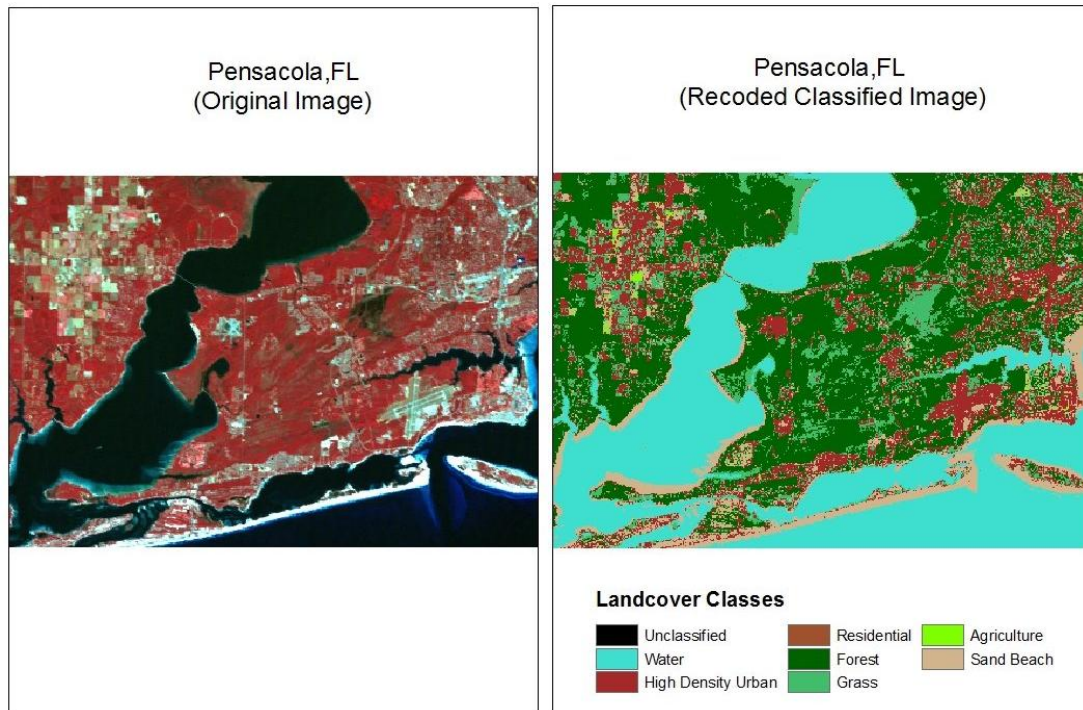 Pensacola,FL
(Original Image)
Pensacola,FL
(Recoded Classified Image)
Landcover Classes
Unclassified
Water
High Density Urban
Residential
Forest
Grass
Agriculture
Sand Beach